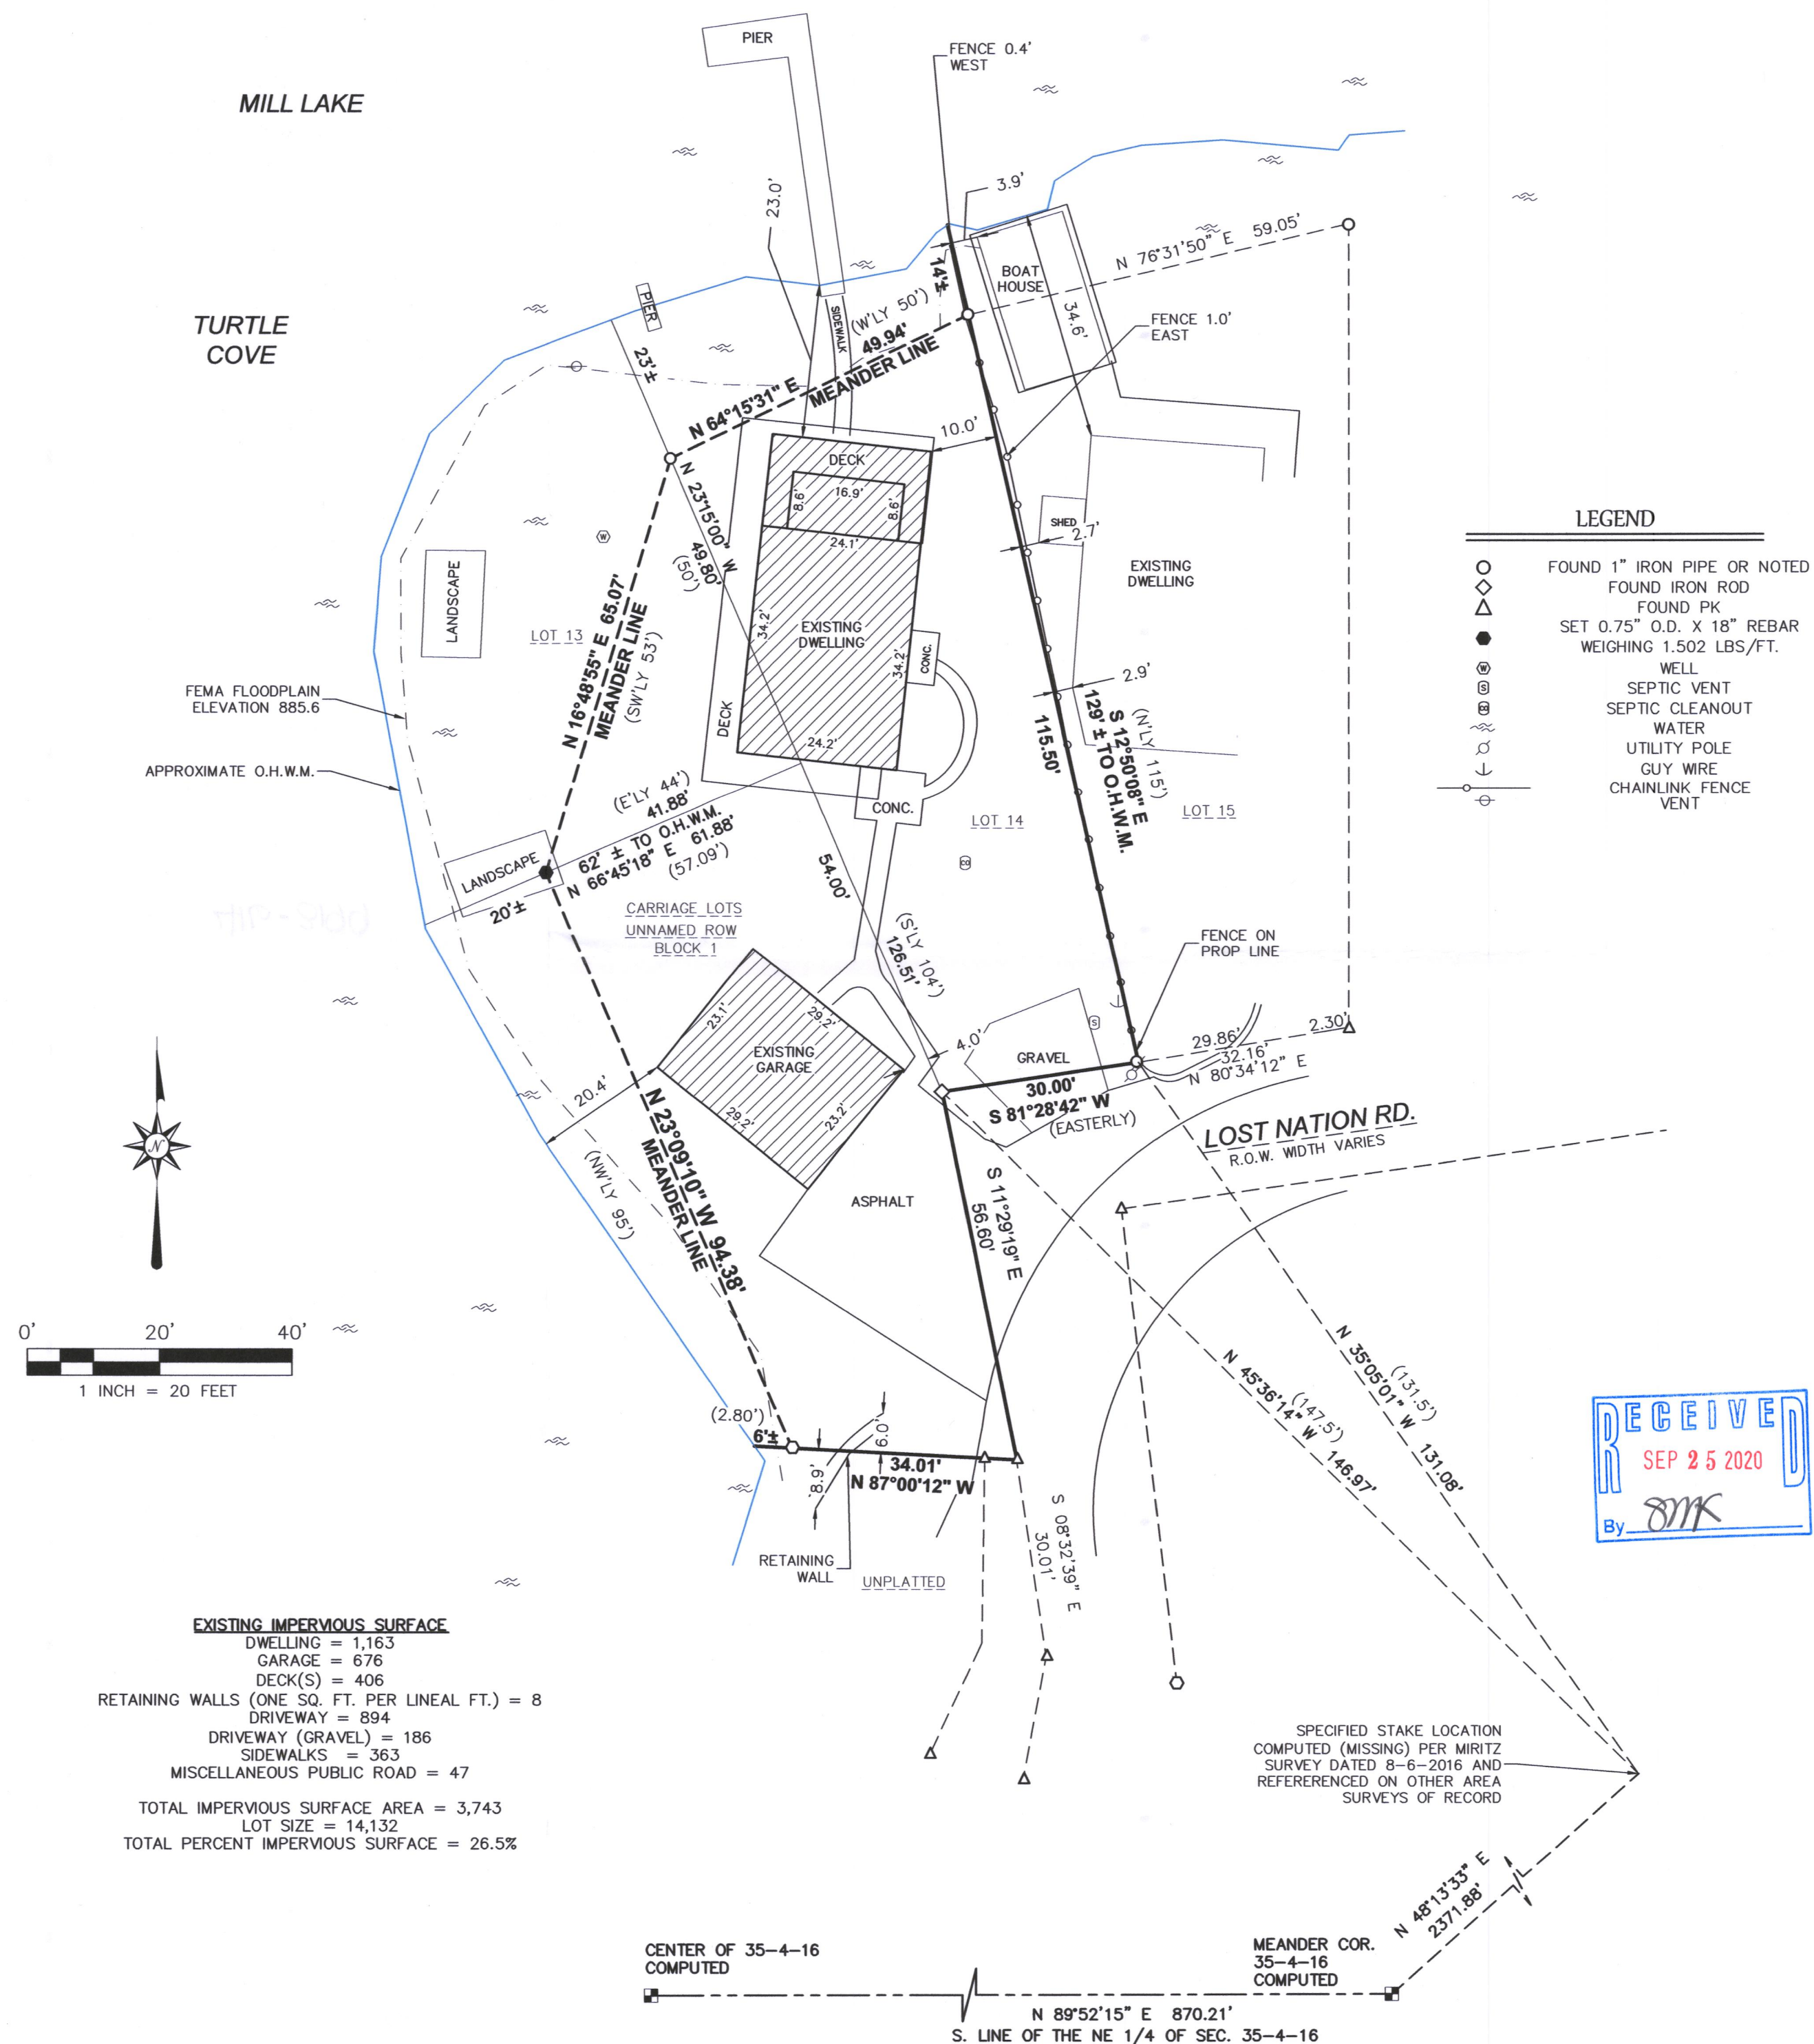 PIER
FENCE 0.4'
WEST
MILL LAKE
3.9'
23.0'
N 76°31'50" E 59.05'
14'±
BOAT
HOUSE
PIER
SIDEWALK
(W'LY 50')
49.94'
N 64°15'31" E
MEANDER LINE
34.6'
FENCE 1.0'
EAST
TURTLE
COVE
23'±
10.0'
DECK
16.9'
8.6'
8.6'
24.1'
N 23°15'00" W
49.80'
(50')
SHED
2.7'
LEGEND
FOUND 1" IRON PIPE OR NOTED
FOUND IRON ROD
FOUND PK
SET 0.75" O.D. X 18" REBAR
WEIGHING 1.502 LBS/FT.
W WELL
S SEPTIC VENT
CO SEPTIC CLEANOUT
WATER
UTILITY POLE
GUY WIRE
CHAINLINK FENCE
VENT
W
LANDSCAPE
LOT 13
N 16°48'55" E 65.07'
MEANDER LINE
(SW'LY 53')
34.2'
EXISTING
DWELLING
34.2'
CONC.
EXISTING
DWELLING
2.9'
FEMA FLOODPLAIN
ELEVATION 885.6
DECK
24.2'
115.50'
129' ± TO O.H.W.M.
S 12°50'08" E
(N'LY 115')
APPROXIMATE O.H.W.M.
(E'LY 44')
41.88'
62' ± TO O.H.W.M.
N 66°45'18" E 61.88'
(57.09')
CONC.
LOT 14
LOT 15
LANDSCAPE
20'±
54.00'
CO
CARRIAGE LOTS
UNNAMED ROW
BLOCK 1
(S'LY 104')
126.51'
FENCE ON
PROP LINE
23.1'
29.2'
EXISTING
GARAGE
29.2'
23.2'
20.4'
4.0'
GRAVEL
S
29.86'
2.30'
32.16'
N 80°34'12" E
30.00'
S 81°28'42" W
(EASTERLY)
LOST NATION RD.
R.O.W. WIDTH VARIES
N
N 23°09'10" W 94.38'
MEANDER LINE
(NW'LY 95')
ASPHALT
S 11°29'19" E
56.60'
0' 20' 40'
1 INCH = 20 FEET
N 35°05'01" W 131.08'
(131.5')
N 45°36'14" W 146.97'
(147.5')
(2.80')
6'±
6.0'
8.9'
34.01'
N 87°00'12" W
RECEIVED
SEP 25 2020
By SMK
S 08°32'39" E
30.01'
RETAINING
WALL
UNPLATTED
EXISTING IMPERVIOUS SURFACE
DWELLING = 1,163
GARAGE = 676
DECK(S) = 406
RETAINING WALLS (ONE SQ. FT. PER LINEAL FT.) = 8
DRIVEWAY = 894
DRIVEWAY (GRAVEL) = 186
SIDEWALKS = 363
MISCELLANEOUS PUBLIC ROAD = 47
TOTAL IMPERVIOUS SURFACE AREA = 3,743
LOT SIZE = 14,132
TOTAL PERCENT IMPERVIOUS SURFACE = 26.5%
SPECIFIED STAKE LOCATION
COMPUTED (MISSING) PER MIRITZ
SURVEY DATED 8-6-2016 AND
REFERERENCED ON OTHER AREA
SURVEYS OF RECORD
N 48°13'33" E
2371.88'
CENTER OF 35-4-16
COMPUTED
MEANDER COR.
35-4-16
COMPUTED
N 89°52'15" E 870.21'
S. LINE OF THE NE 1/4 OF SEC. 35-4-16